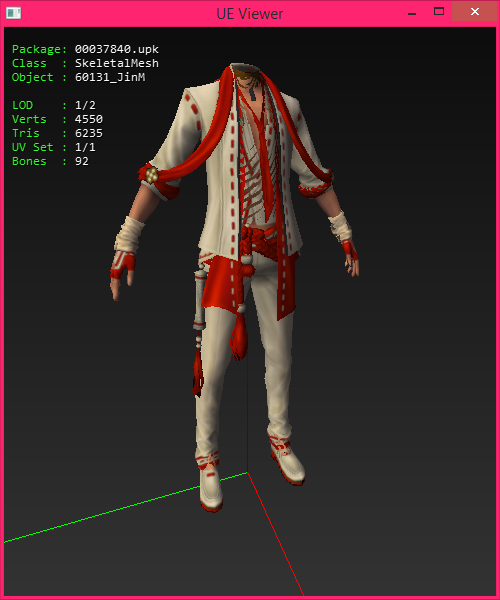 UE Viewer
Package: 00037840.upk
Class : SkeletalMesh
Object : 60131_JinM
LOD : 1/2
Verts : 4550
Tris : 6235
UV Set : 1/1
Bones : 92